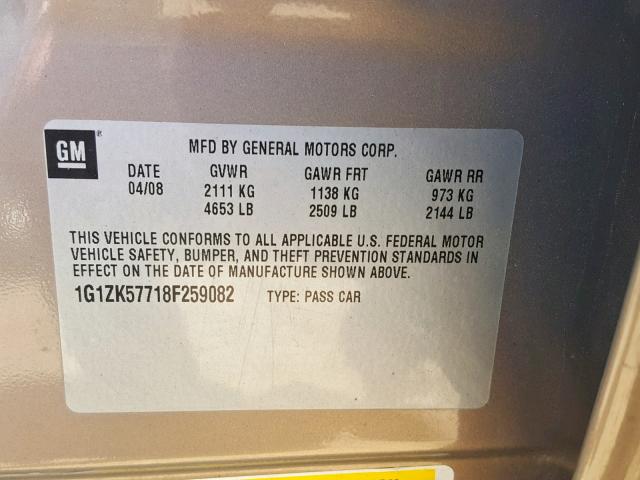 GM ®
MFD BY GENERAL MOTORS CORP.
DATE GVWR GAWR FRT GAWR RR
04/08 2111 KG 1138 KG 973 KG
4653 LB 2509 LB 2144 LB
THIS VEHICLE CONFORMS TO ALL APPLICABLE U.S. FEDERAL MOTOR
VEHICLE SAFETY, BUMPER, AND THEFT PREVENTION STANDARDS IN
EFFECT ON THE DATE OF MANUFACTURE SHOWN ABOVE.
1G1ZK57718F259082 TYPE: PASS CAR